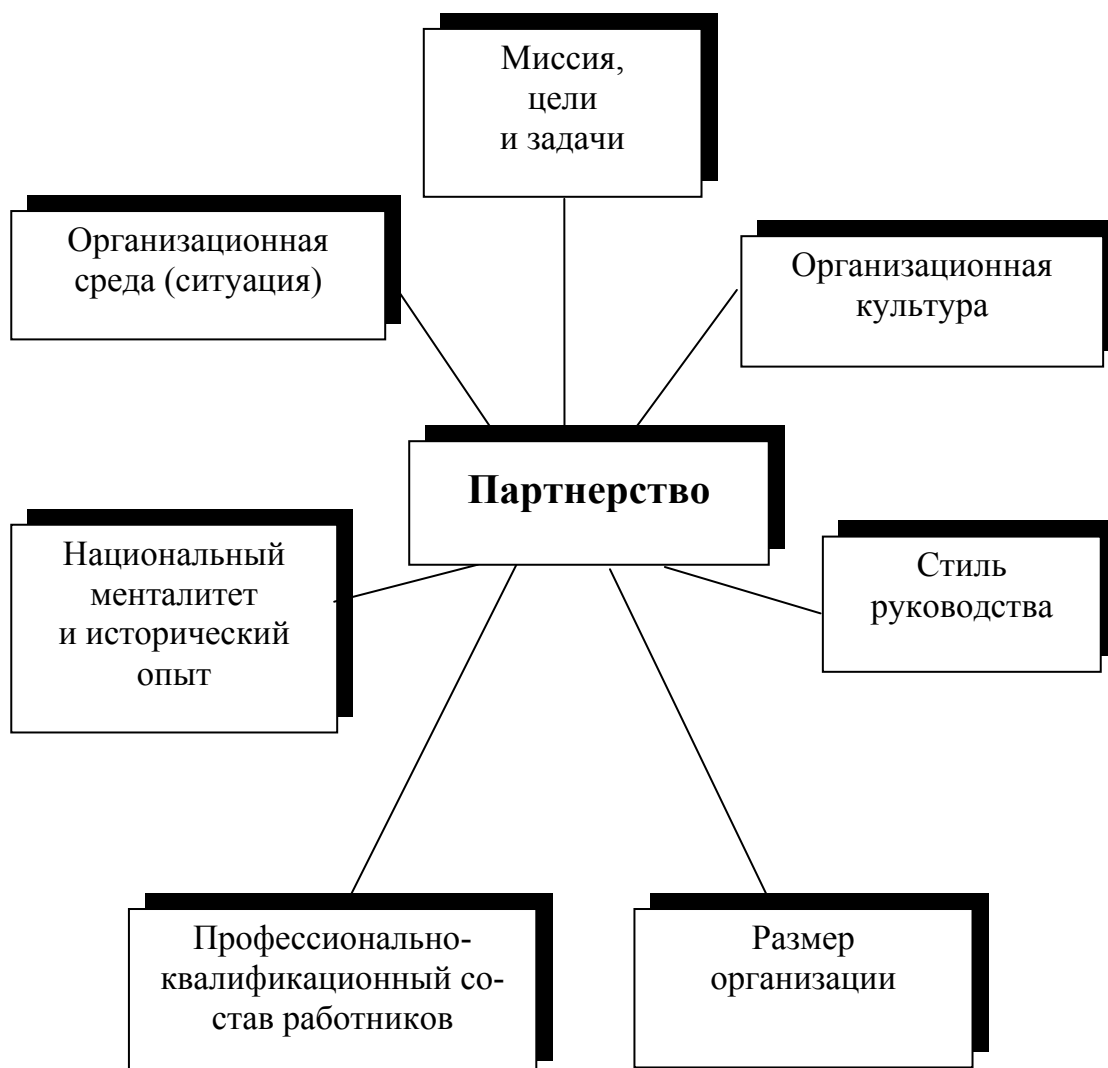 Миссия,
цели
и задачи
Организационная
среда (ситуация)
Организационная
культура
Партнерство
Национальный
менталитет
и исторический
опыт
Стиль
руководства
Профессионально-
квалификационный со-
став работников
Размер
организации